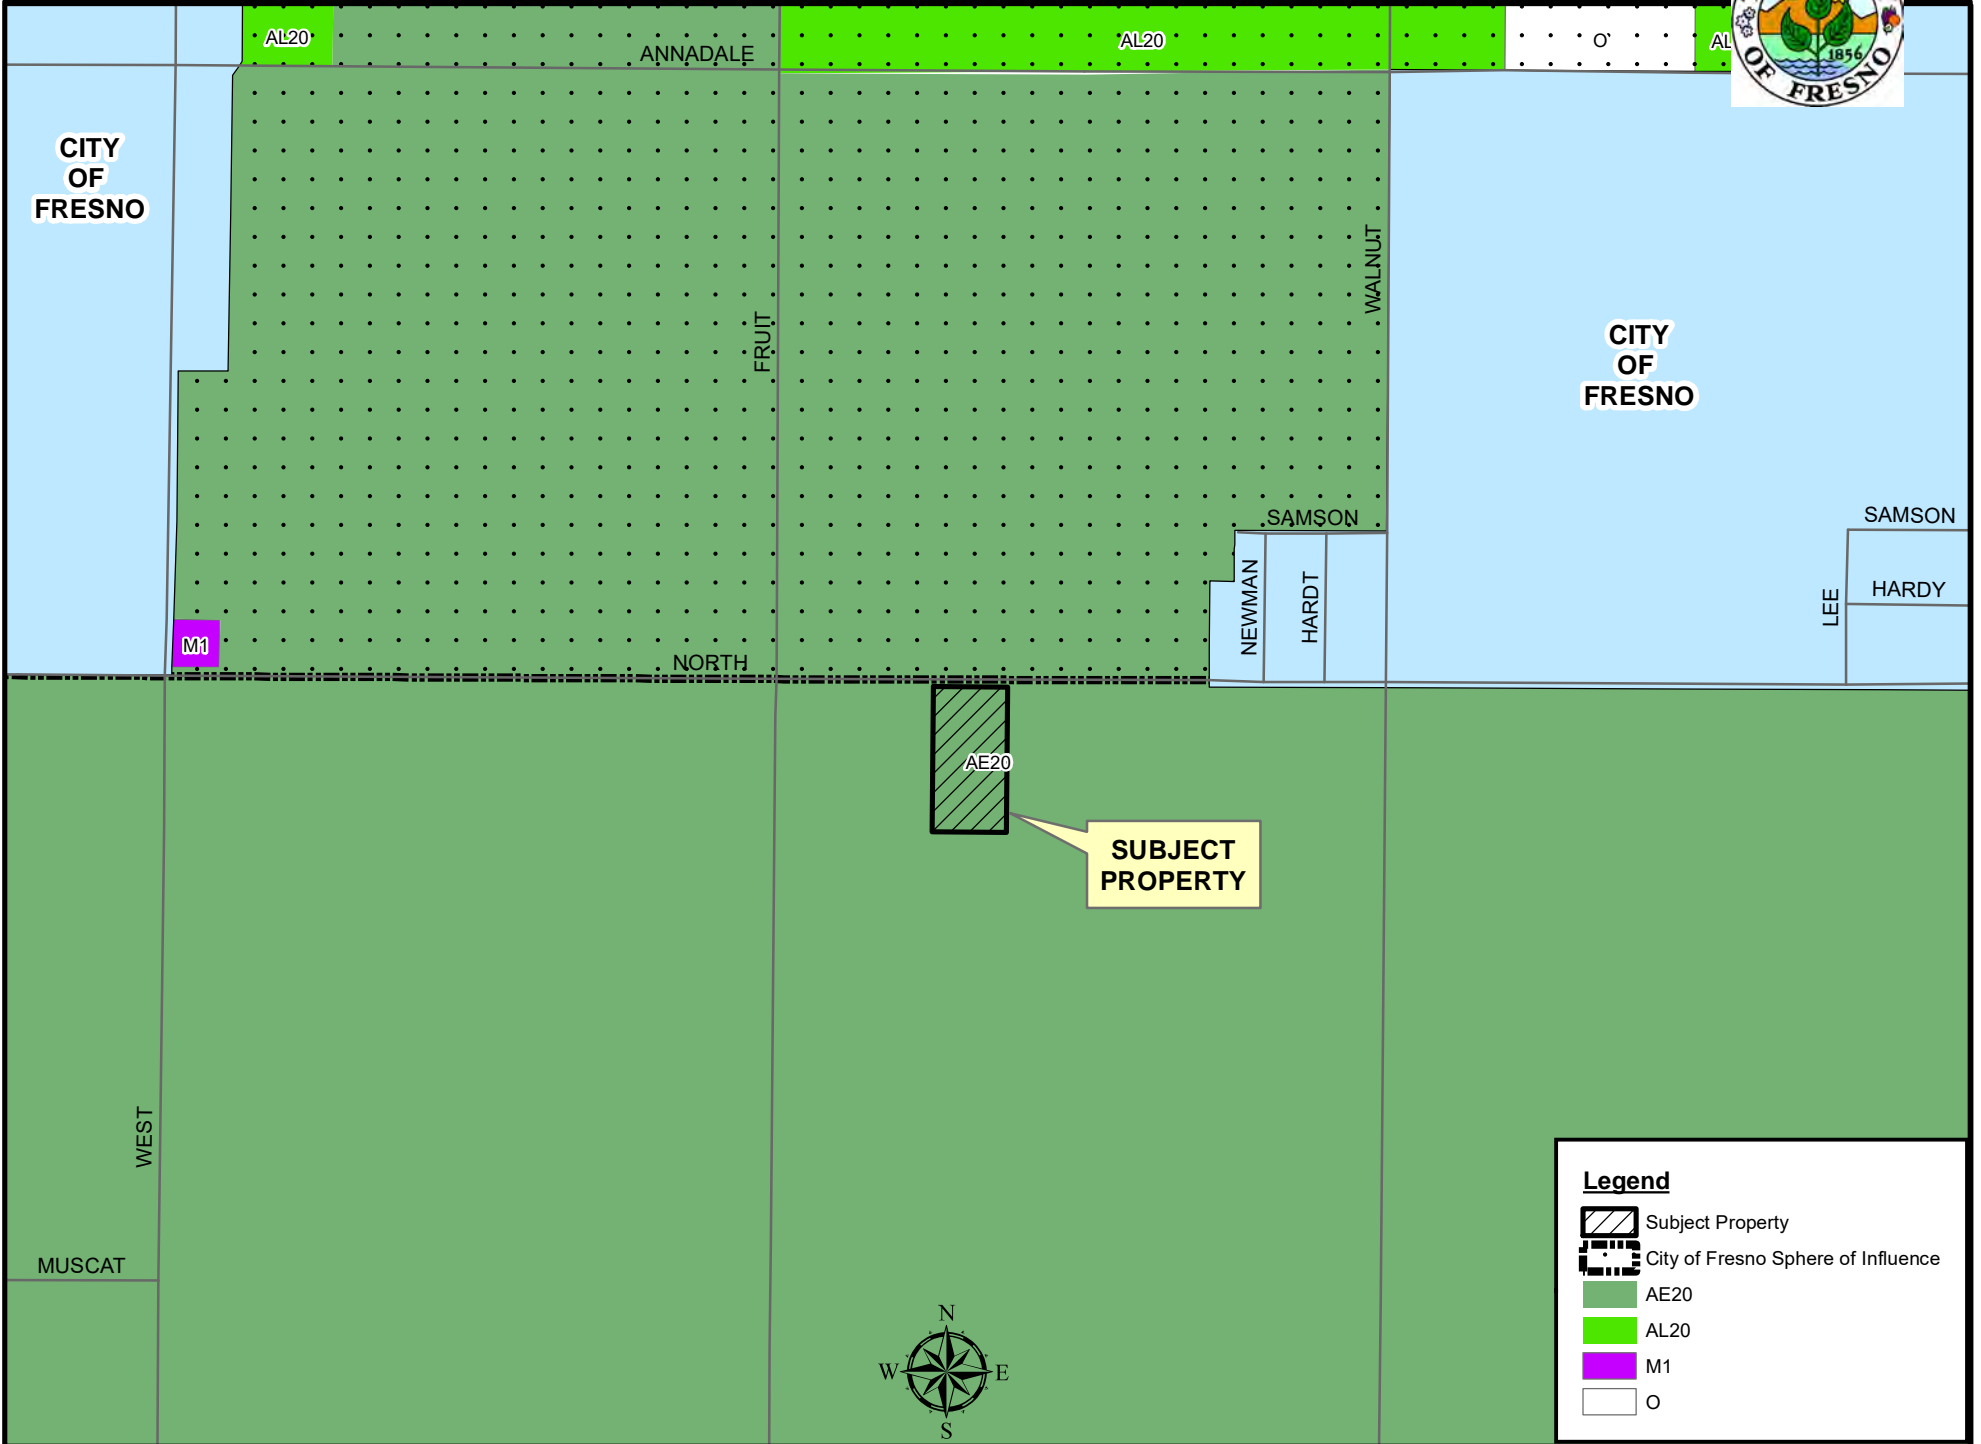 AL20
ANNADALE
AL20
O
AL
1856
OF FRESNO
CITY
OF
FRESNO
WALNUT
FRUIT
CITY
OF
FRESNO
SAMSON
SAMSON
NEWMAN
HARDT
LEE
HARDY
M1
NORTH
AE20
SUBJECT
PROPERTY
WEST
MUSCAT
N
W
E
S
Legend
Subject Property
City of Fresno Sphere of Influence
AE20
AL20
M1
O